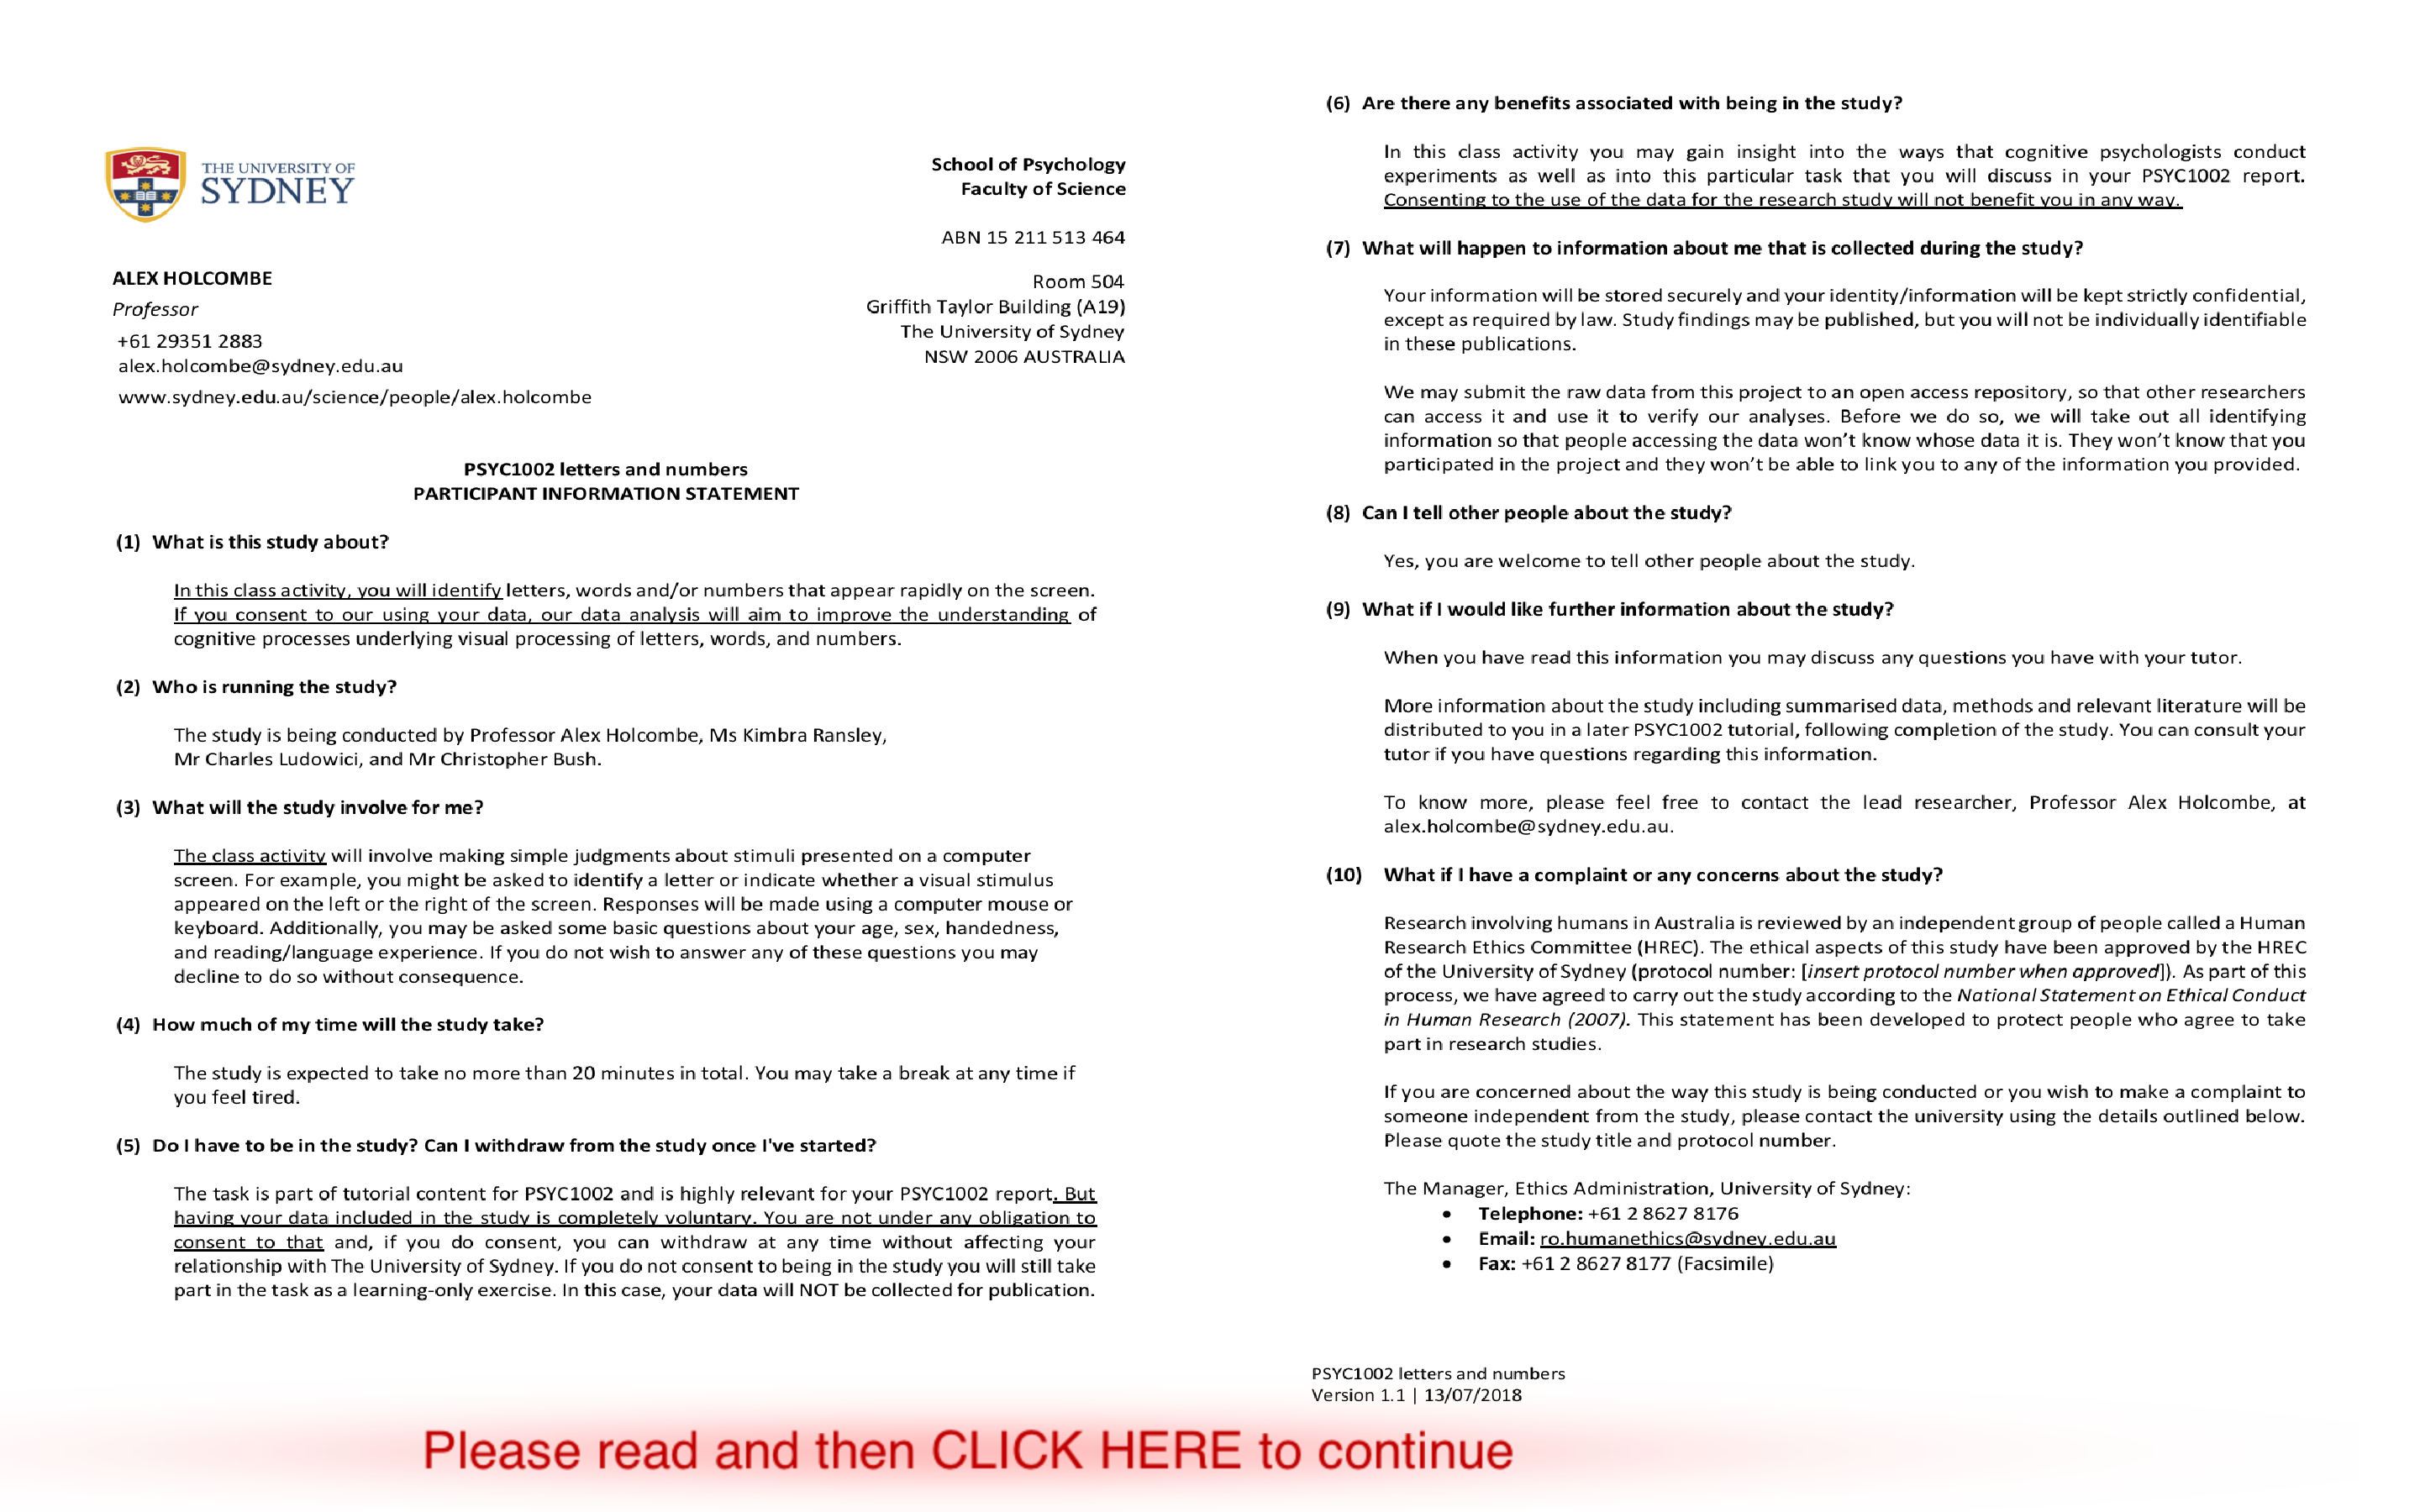 THE UNIVERSITY OF
SYDNEY
School of Psychology
Faculty of Science
ABN 15 211 513 464
ALEX HOLCOMBE
Professor
+61 29351 2883
alex.holcombe@sydney.edu.au
www.sydney.edu.au/science/people/alex.holcombe
Room 504
Griffith Taylor Building (A19)
The University of Sydney
NSW 2006 AUSTRALIA
PSYC1002 letters and numbers
PARTICIPANT INFORMATION STATEMENT
(1) What is this study about?
In this class activity, you will identify letters, words and/or numbers that appear rapidly on the screen.
If you consent to our using your data, our data analysis will aim to improve the understanding of
cognitive processes underlying visual processing of letters, words, and numbers.
(2) Who is running the study?
The study is being conducted by Professor Alex Holcombe, Ms Kimbra Ransley,
Mr Charles Ludowici, and Mr Christopher Bush.
(3) What will the study involve for me?
The class activity will involve making simple judgments about stimuli presented on a computer
screen. For example, you might be asked to identify a letter or indicate whether a visual stimulus
appeared on the left or the right of the screen. Responses will be made using a computer mouse or
keyboard. Additionally, you may be asked some basic questions about your age, sex, handedness,
and reading/language experience. If you do not wish to answer any of these questions you may
decline to do so without consequence.
(4) How much of my time will the study take?
The study is expected to take no more than 20 minutes in total. You may take a break at any time if
you feel tired.
(5) Do I have to be in the study? Can I withdraw from the study once I've started?
The task is part of tutorial content for PSYC1002 and is highly relevant for your PSYC1002 report. But
having your data included in the study is completely voluntary. You are not under any obligation to
consent to that and, if you do consent, you can withdraw at any time without affecting your
relationship with The University of Sydney. If you do not consent to being in the study you will still take
part in the task as a learning-only exercise. In this case, your data will NOT be collected for publication.
(6) Are there any benefits associated with being in the study?
In this class activity you may gain insight into the ways that cognitive psychologists conduct
experiments as well as into this particular task that you will discuss in your PSYC1002 report.
Consenting to the use of the data for the research study will not benefit you in any way.
(7) What will happen to information about me that is collected during the study?
Your information will be stored securely and your identity/information will be kept strictly confidential,
except as required by law. Study findings may be published, but you will not be individually identifiable
in these publications.
We may submit the raw data from this project to an open access repository, so that other researchers
can access it and use it to verify our analyses. Before we do so, we will take out all identifying
information so that people accessing the data won't know whose data it is. They won't know that you
participated in the project and they won't be able to link you to any of the information you provided.
(8) Can I tell other people about the study?
Yes, you are welcome to tell other people about the study.
(9) What if I would like further information about the study?
When you have read this information you may discuss any questions you have with your tutor.
More information about the study including summarised data, methods and relevant literature will be
distributed to you in a later PSYC1002 tutorial, following completion of the study. You can consult your
tutor if you have questions regarding this information.
To know more, please feel free to contact the lead researcher, Professor Alex Holcombe, at
alex.holcombe@sydney.edu.au.
(10) What if I have a complaint or any concerns about the study?
Research involving humans in Australia is reviewed by an independent group of people called a Human
Research Ethics Committee (HREC). The ethical aspects of this study have been approved by the HREC
of the University of Sydney (protocol number: [insert protocol number when approved]). As part of this
process, we have agreed to carry out the study according to the National Statement on Ethical Conduct
in Human Research (2007). This statement has been developed to protect people who agree to take
part in research studies.
If you are concerned about the way this study is being conducted or you wish to make a complaint to
someone independent from the study, please contact the university using the details outlined below.
Please quote the study title and protocol number.
The Manager, Ethics Administration, University of Sydney:
• Telephone: +61 2 8627 8176
• Email: ro.humanethics@sydney.edu.au
• Fax: +61 2 8627 8177 (Facsimile)
PSYC1002 letters and numbers
Version 1.1 | 13/07/2018
Please read and then CLICK HERE to continue